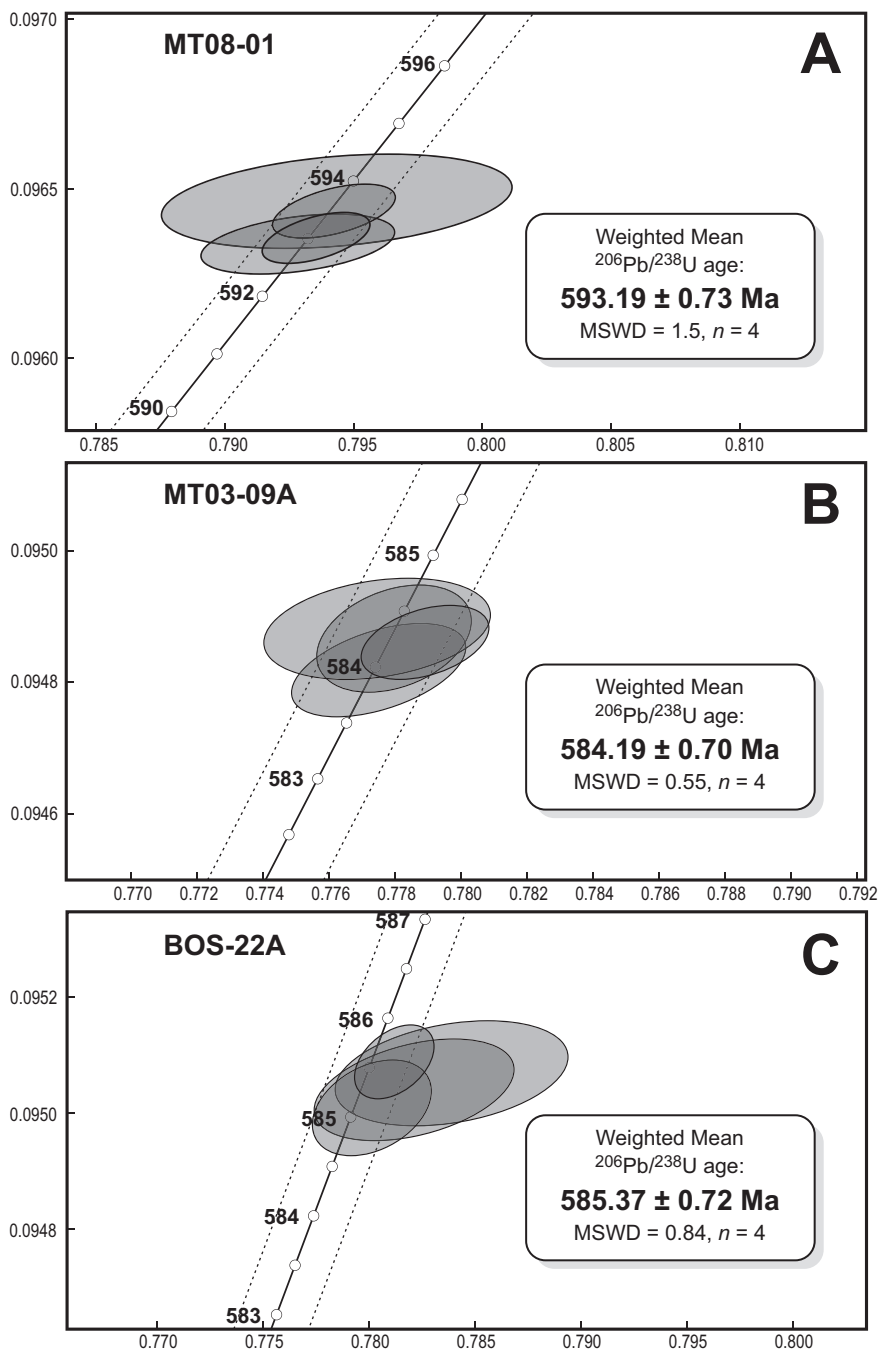 0.0970
MT08-01
A
596
594
0.0965
592
0.0960
590
Weighted Mean
206Pb/238U age:
593.19 ± 0.73 Ma
MSWD = 1.5, n = 4
0.785 0.790 0.795 0.800 0.805 0.810
MT03-09A
B
585
0.0950
584
0.0948
583
0.0946
Weighted Mean
206Pb/238U age:
584.19 ± 0.70 Ma
MSWD = 0.55, n = 4
0.770 0.772 0.774 0.776 0.778 0.780 0.782 0.784 0.786 0.788 0.790 0.792
587
BOS-22A
C
0.0952
586
0.0950
585
584
0.0948
583
Weighted Mean
206Pb/238U age:
585.37 ± 0.72 Ma
MSWD = 0.84, n = 4
0.770 0.775 0.780 0.785 0.790 0.795 0.800